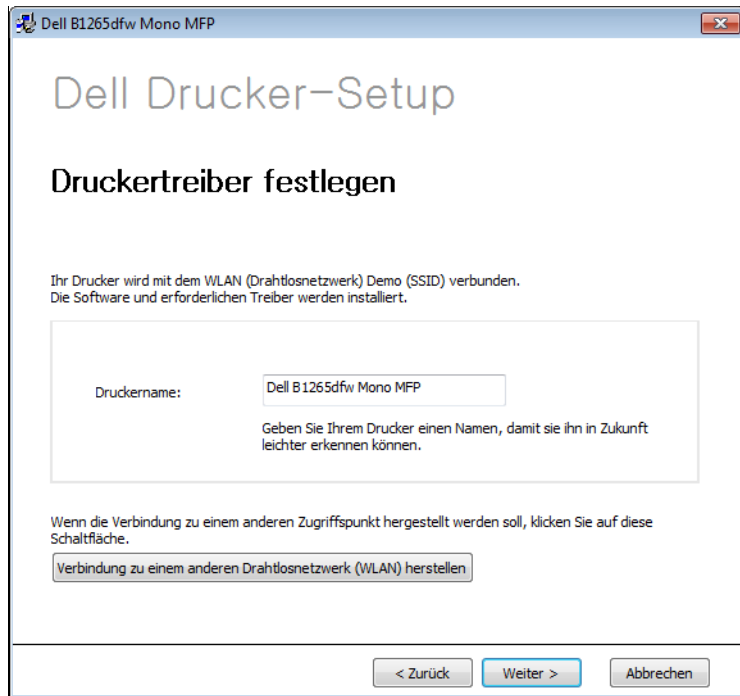 Dell B1265dfw Mono MFP
Dell Drucker-Setup
Druckertreiber festlegen
Ihr Drucker wird mit dem WLAN (Drahtlosnetzwerk) Demo (SSID) verbunden.
Die Software und erforderlichen Treiber werden installiert.
Druckername:
Dell B1265dfw Mono MFP
Geben Sie Ihrem Drucker einen Namen, damit sie ihn in Zukunft
leichter erkennen können.
Wenn die Verbindung zu einem anderen Zugriffspunkt hergestellt werden soll, klicken Sie auf diese
Schaltfläche.
Verbindung zu einem anderen Drahtlosnetzwerk (WLAN) herstellen
< Zurück
Weiter >
Abbrechen